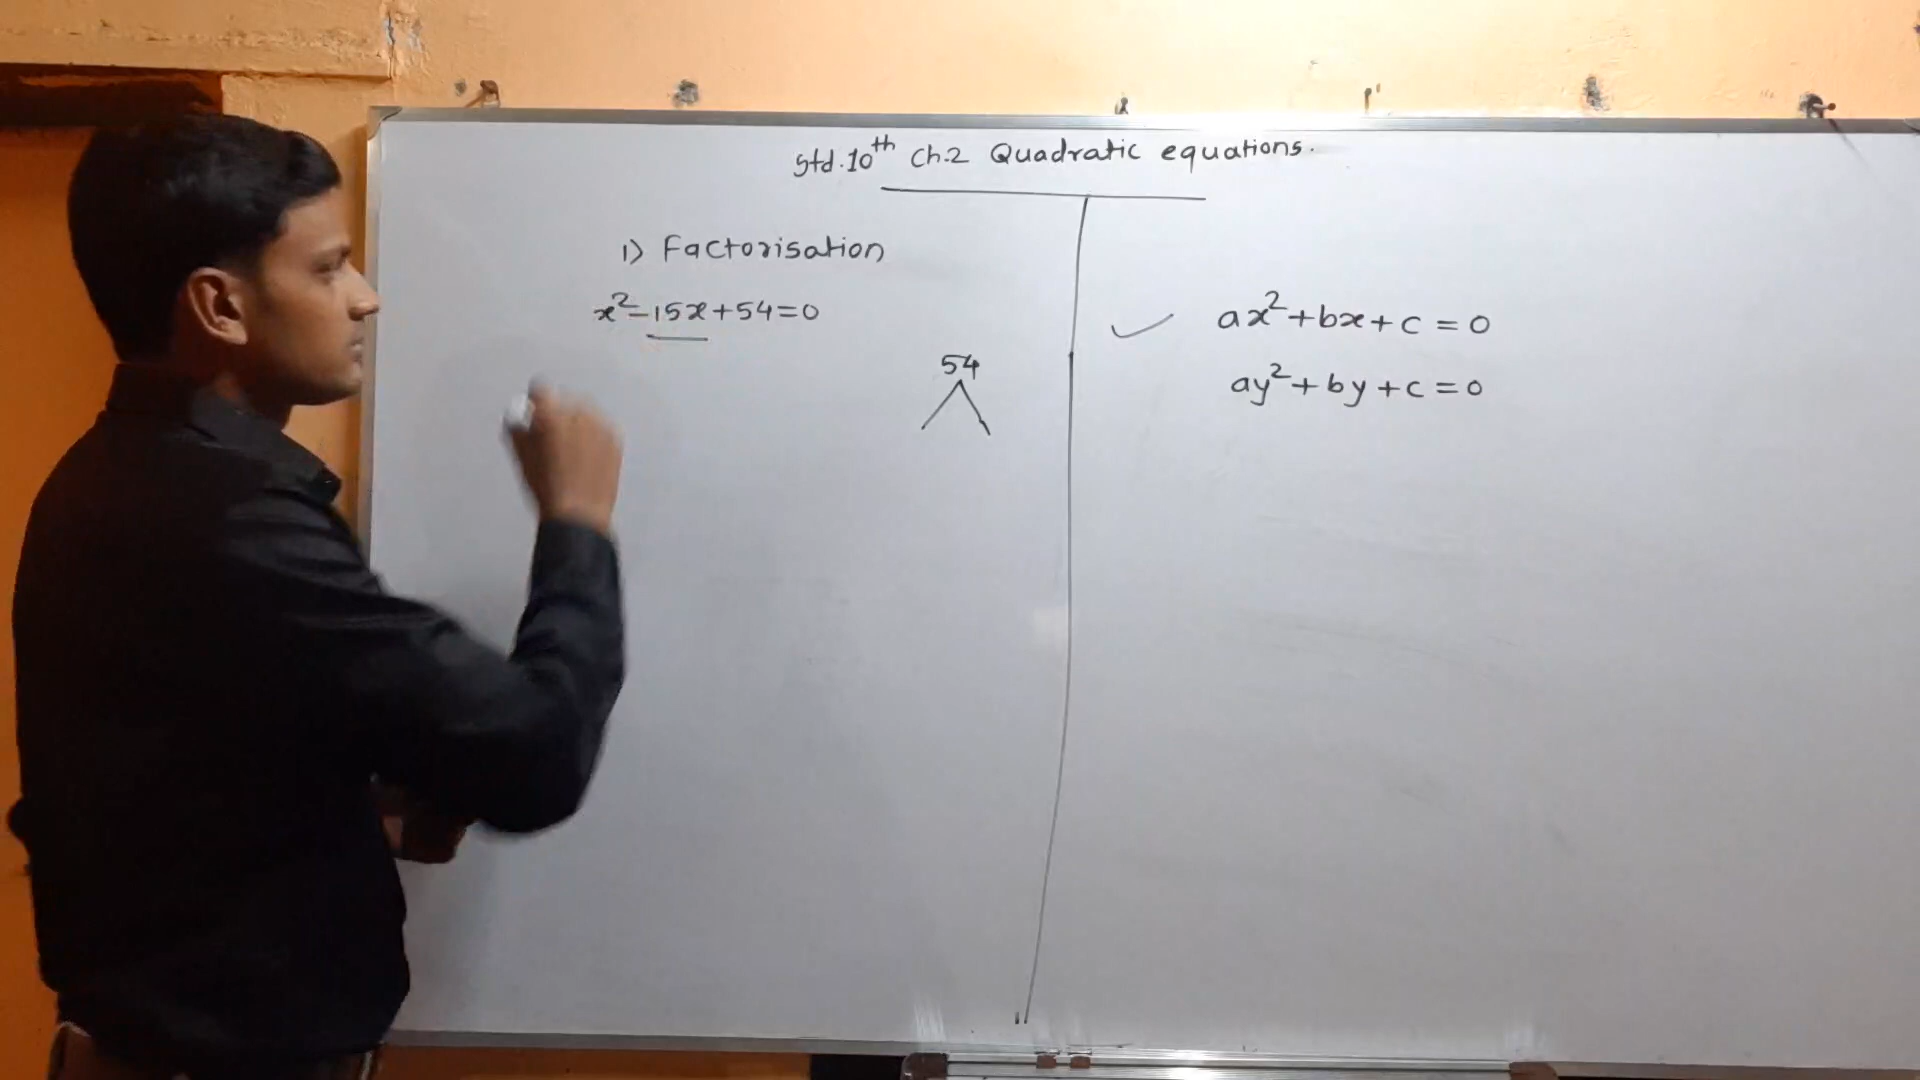 Std.10th Ch.2 Quadratic equations.
1) Factorisation
x²-15x+54=0
54
ax²+bx+c=0
ay²+by+c=0